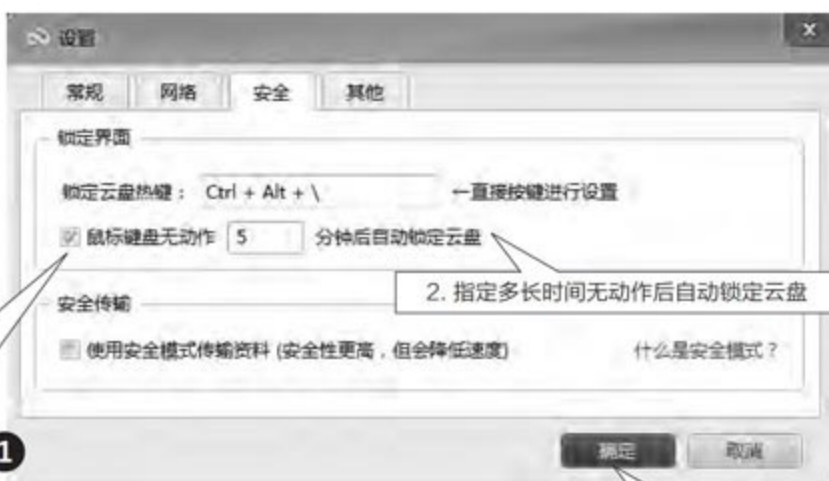 设置
常规 网络 安全 其他
锁定界面
锁定云盘热键： Ctrl + Alt + \ ←直接按键进行设置
鼠标键盘无动作 5 分钟后自动锁定云盘
2. 指定多长时间无动作后自动锁定云盘
安全传输
使用安全模式传输资料 (安全性更高，但会降低速度) 什么是安全模式？
1
确定 取消